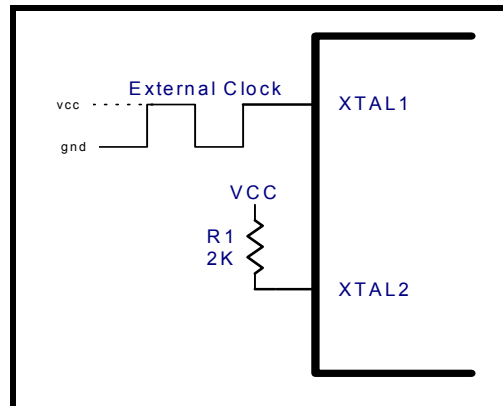 External Clock
vcc
XTAL1
gnd
VCC
R1
2K
XTAL2